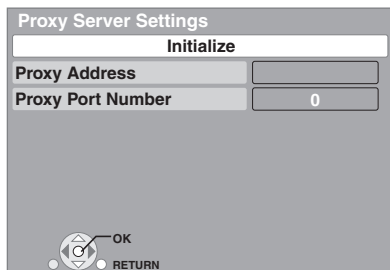 Proxy Server Settings
Initialize
Proxy Address
Proxy Port Number 0
OK
RETURN